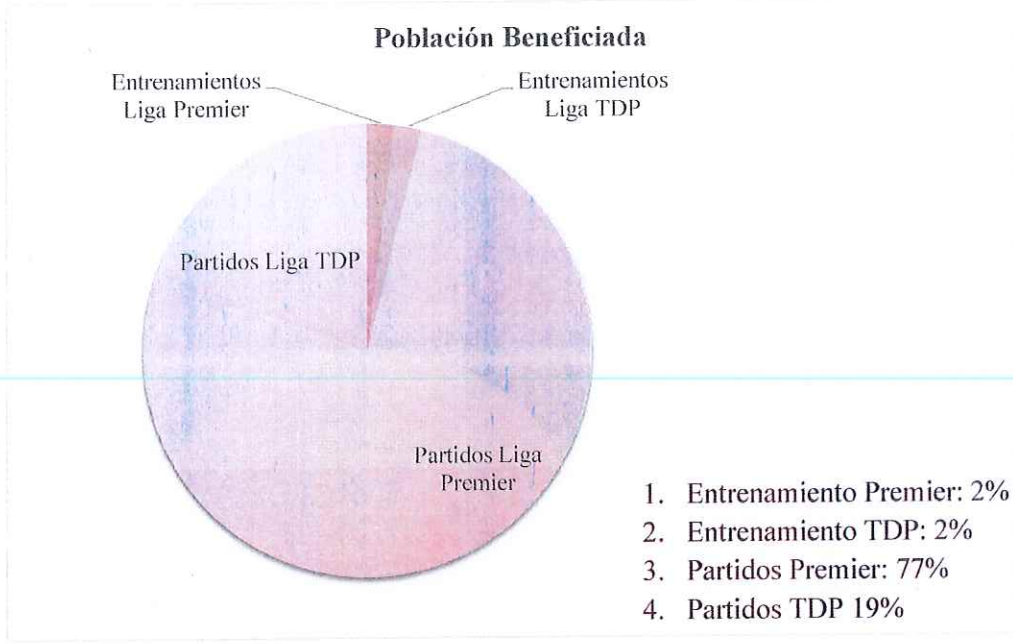 Población Beneficiada
Entrenamientos
Liga Premier
Entrenamientos
Liga TDP
Partidos Liga TDP
Partidos Liga
Premier
1. Entrenamiento Premier: 2%
2. Entrenamiento TDP: 2%
3. Partidos Premier: 77%
4. Partidos TDP 19%